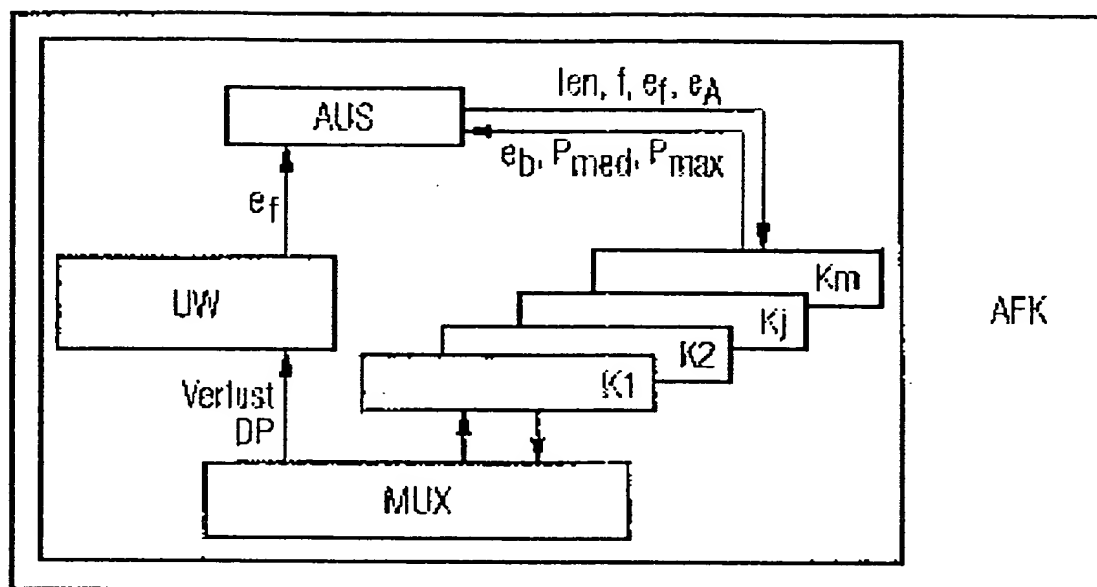 len, f, ef, eA
AUS
eb, Pmed, Pmax
ef
UW
Km
Kj
K2
K1
AFK
Verlust
DP
MUX